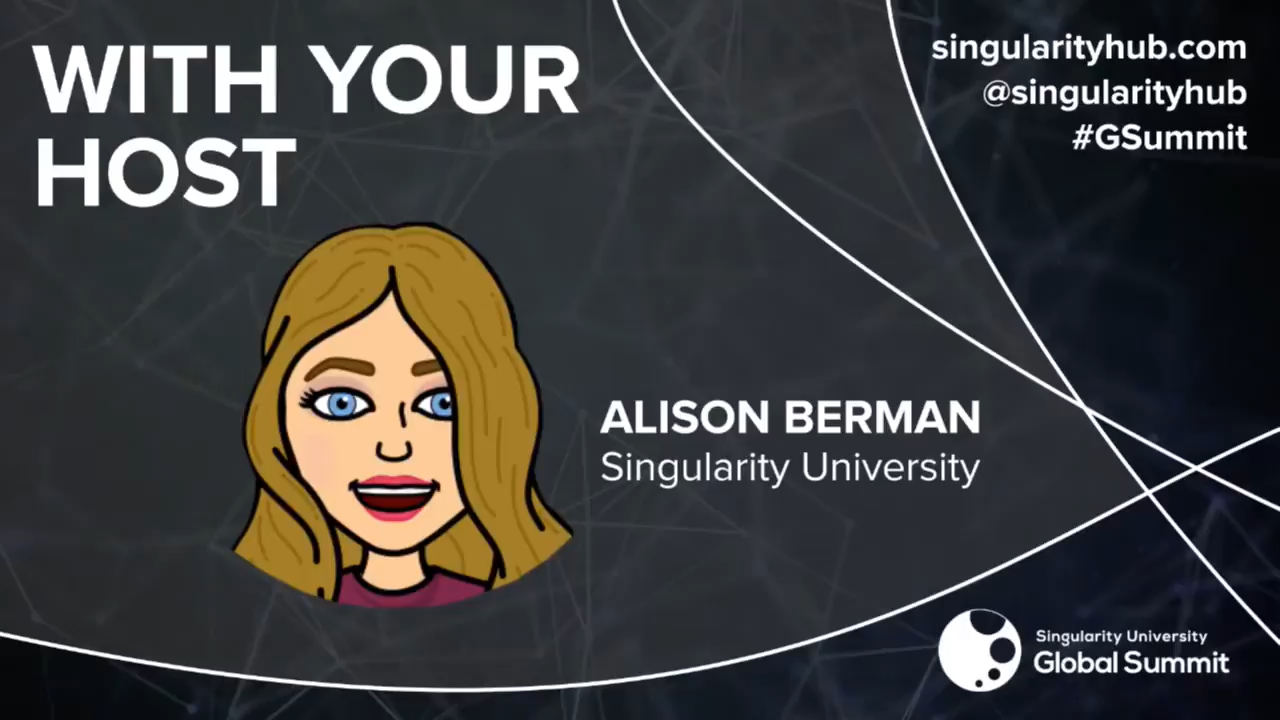 WITH YOUR
HOST
singularityhub.com
@singularityhub
#GSummit
ALISON BERMAN
Singularity University
Singularity University
Global Summit